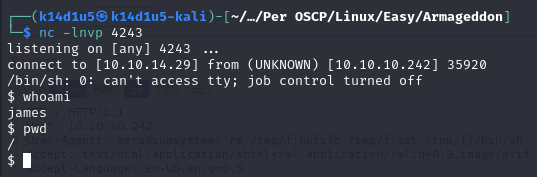 ┌──(k14d1u5㉿k14d1u5-kali)-[~/…/Per OSCP/Linux/Easy/Armageddon]
└─$ nc -lnvp 4243
listening on [any] 4243 ...
connect to [10.10.14.29] from (UNKNOWN) [10.10.10.242] 35920
/bin/sh: 0: can't access tty; job control turned off
$ whoami
james
$ pwd
/
$